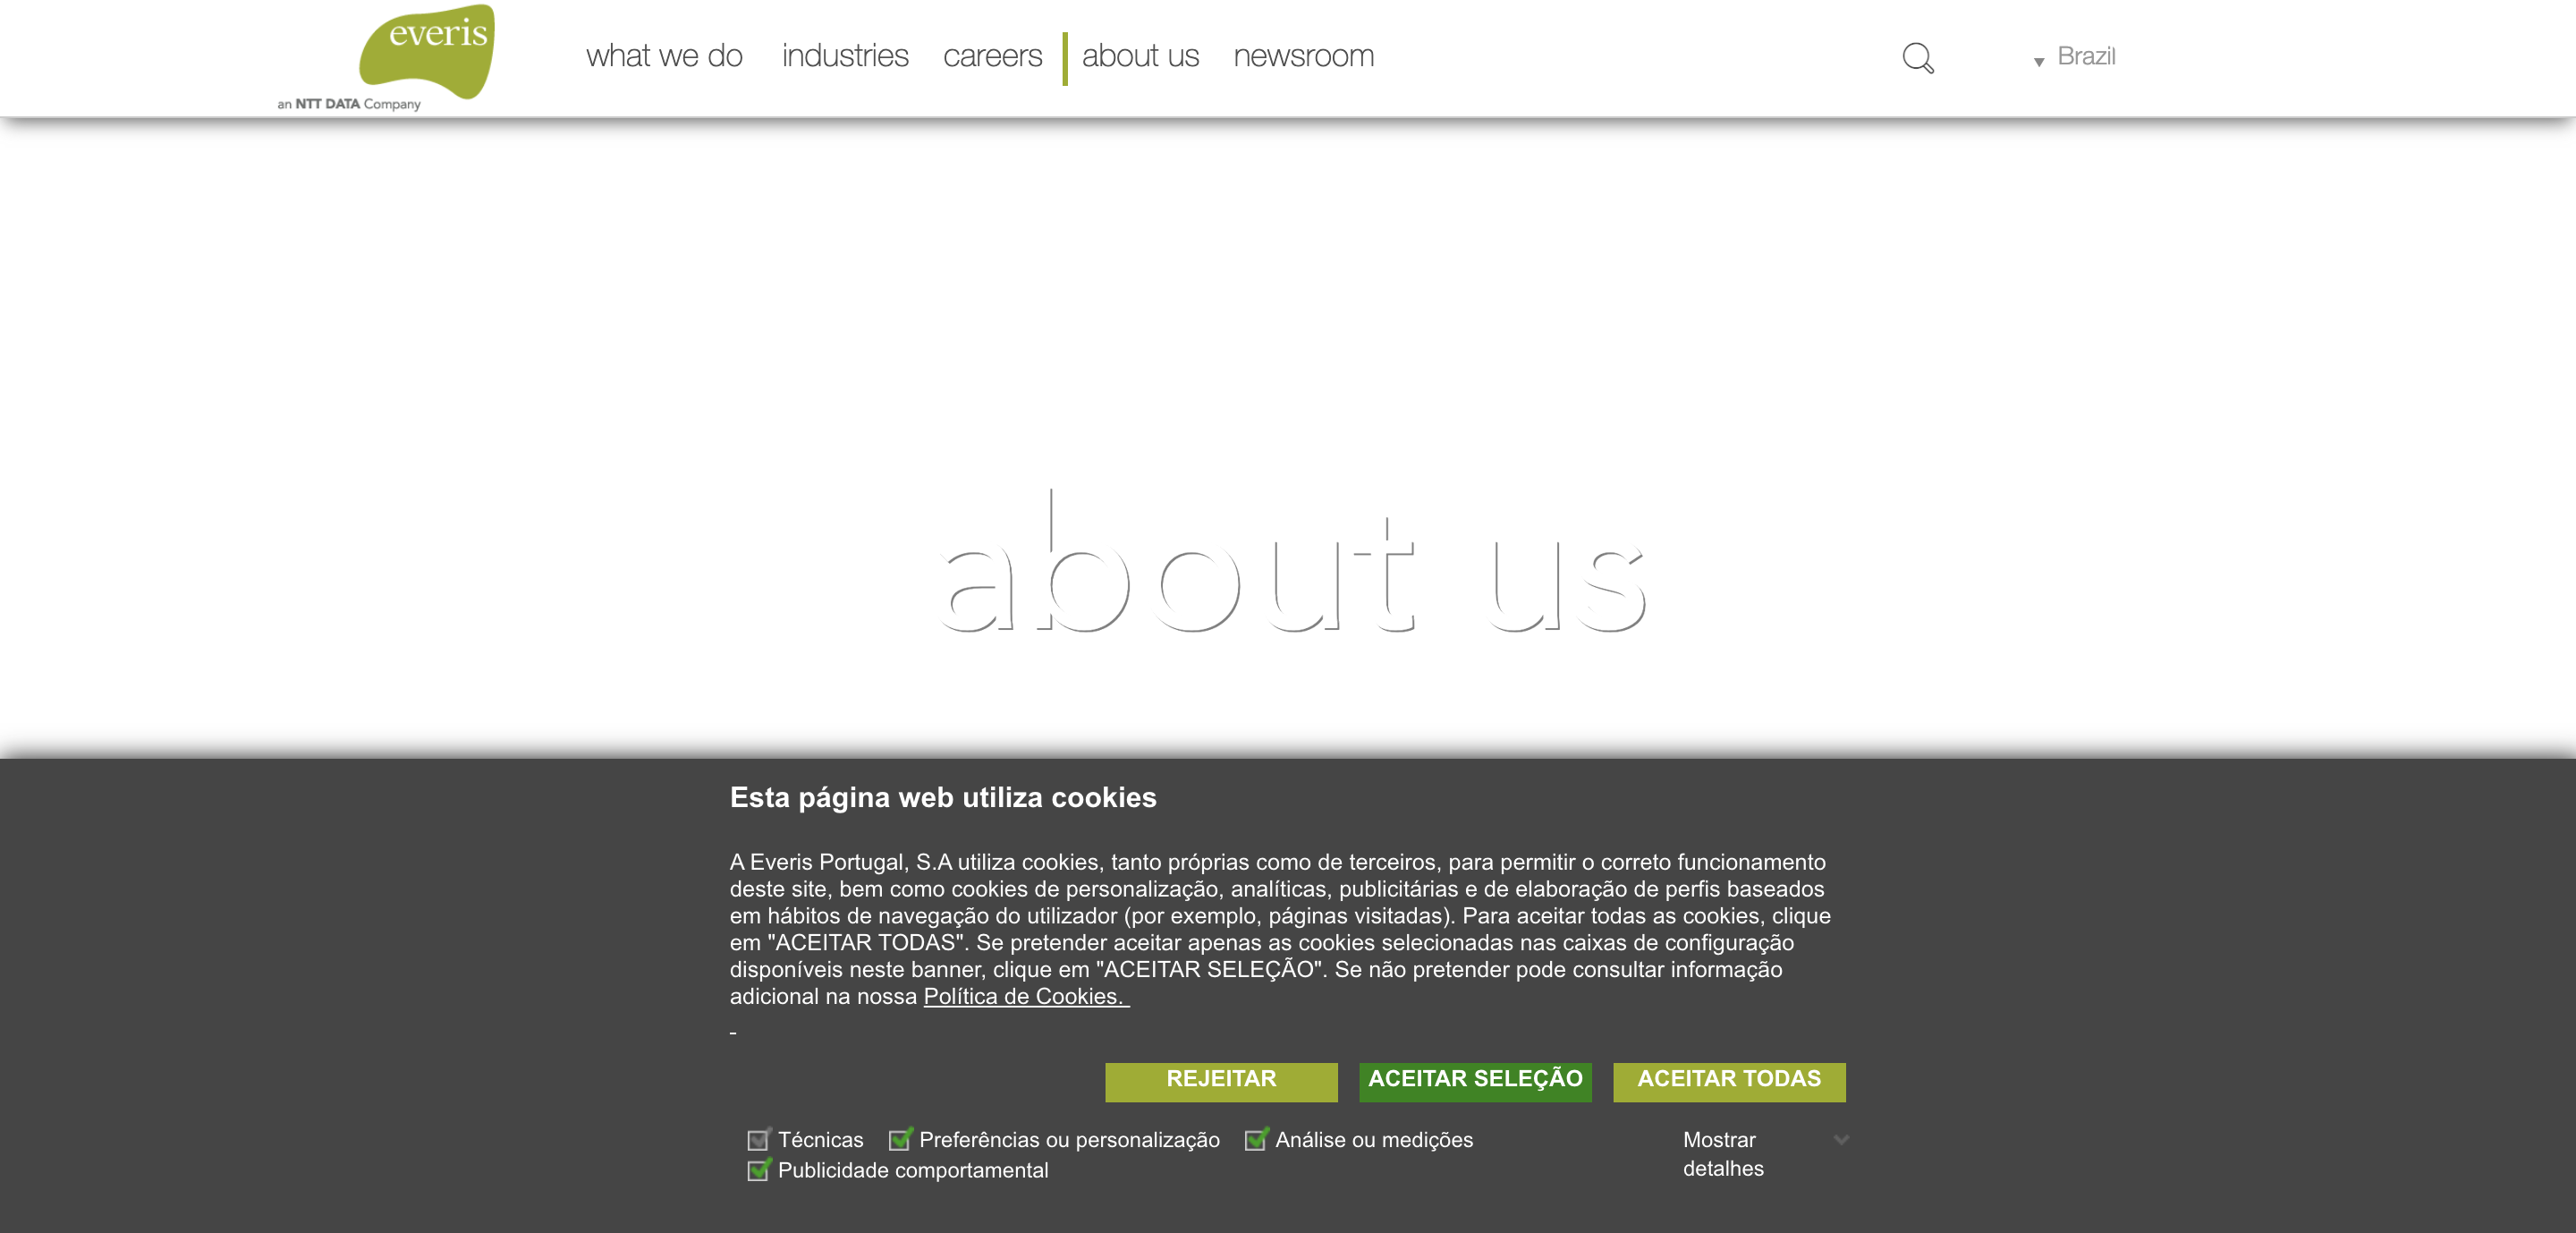 everis
an NTT DATA Company
what we do industries careers about us newsroom
Brazil
about us
Esta página web utiliza cookies
A Everis Portugal, S.A utiliza cookies, tanto próprias como de terceiros, para permitir o correto funcionamento
deste site, bem como cookies de personalização, analíticas, publicitárias e de elaboração de perfis baseados
em hábitos de navegação do utilizador (por exemplo, páginas visitadas). Para aceitar todas as cookies, clique
em "ACEITAR TODAS". Se pretender aceitar apenas as cookies selecionadas nas caixas de configuração
disponíveis neste banner, clique em "ACEITAR SELEÇÃO". Se não pretender pode consultar informação
adicional na nossa Política de Cookies.
REJEITAR ACEITAR SELEÇÃO ACEITAR TODAS
Técnicas Preferências ou personalização Análise ou medições
Publicidade comportamental
Mostrar
detalhes